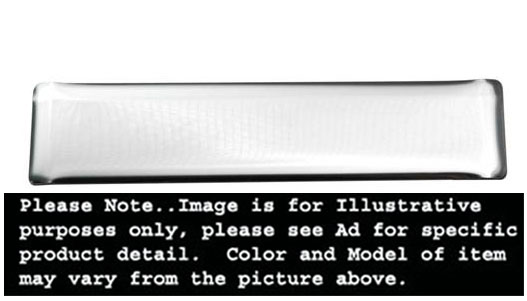 Please Note..Image is for Illustrative
purposes only, please see Ad for specific
product detail.  Color and Model of item
may vary from the picture above.